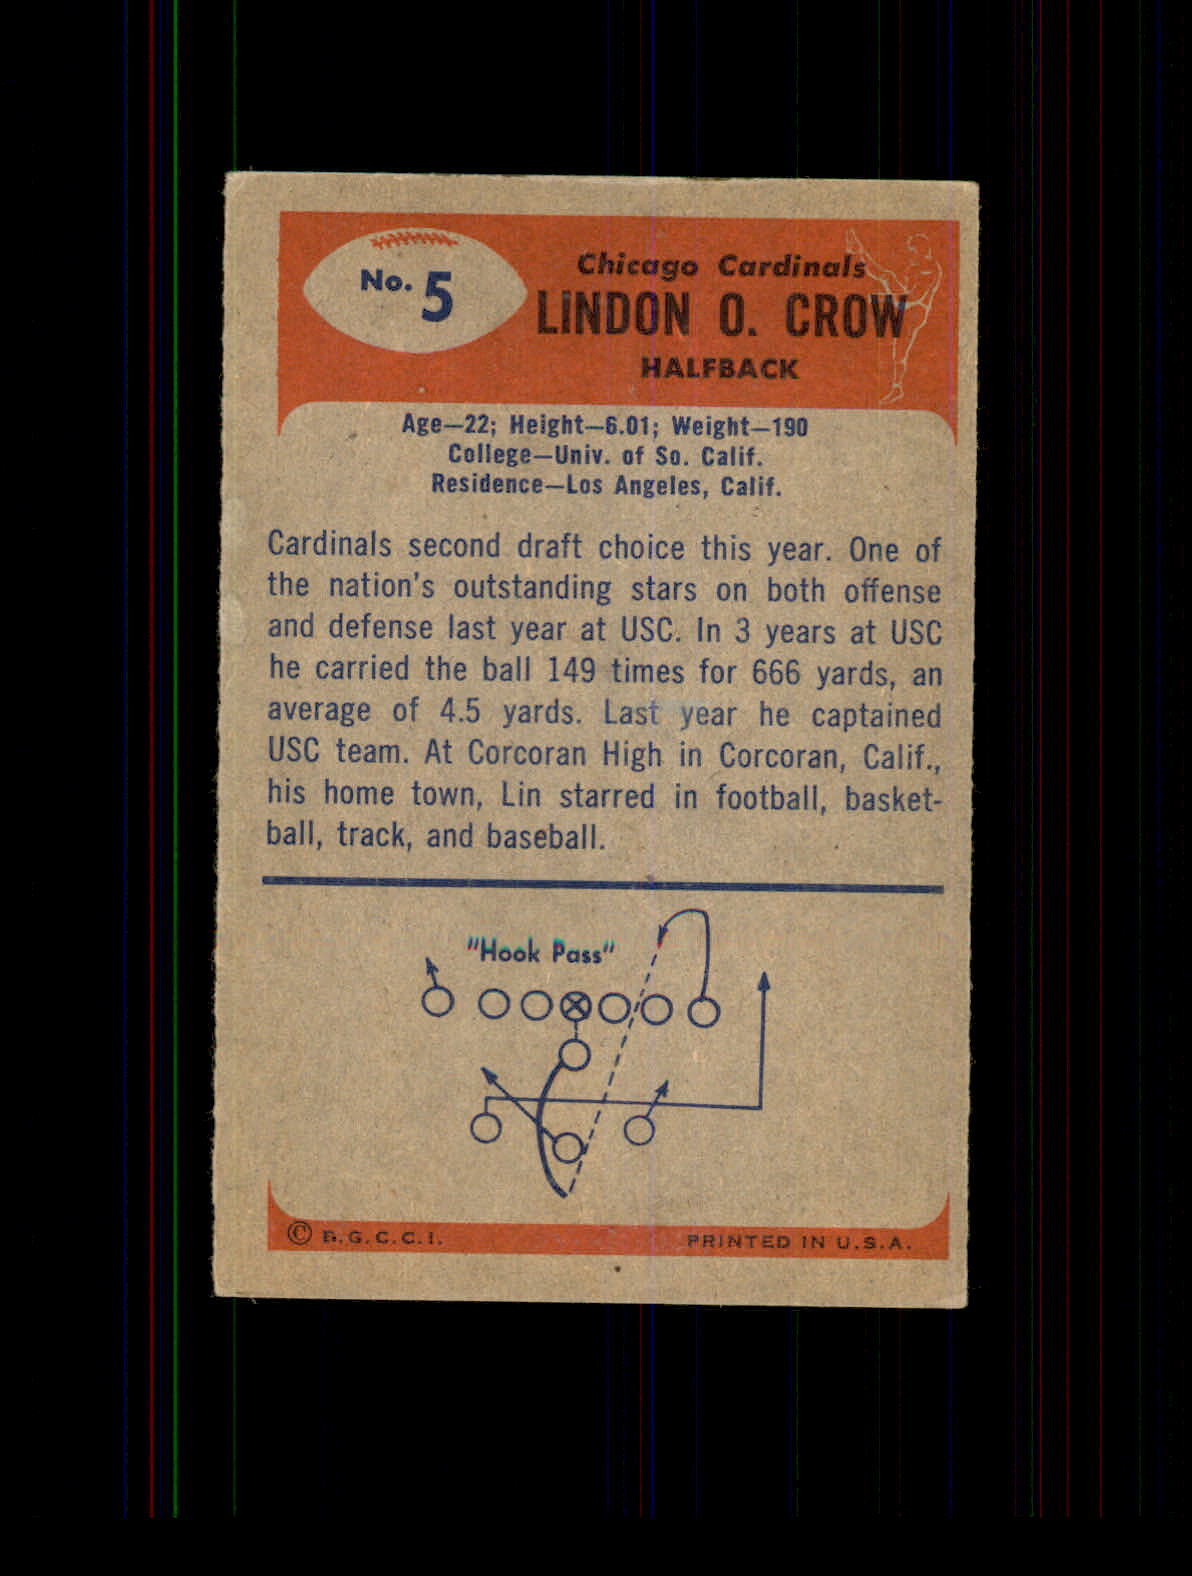 No. 5
Chicago Cardinals
LINDON O. CROW
HALFBACK
Age—22; Height—6.01; Weight—190
College—Univ. of So. Calif.
Residence—Los Angeles, Calif.
Cardinals second draft choice this year. One of
the nation's outstanding stars on both offense
and defense last year at USC. In 3 years at USC
he carried the ball 149 times for 666 yards, an
average of 4.5 yards. Last year he captained
USC team. At Corcoran High in Corcoran, Calif.,
his home town, Lin starred in football, basket-
ball, track, and baseball.
"Hook Pass"
© B.G.C.C.I.
PRINTED IN U.S.A.